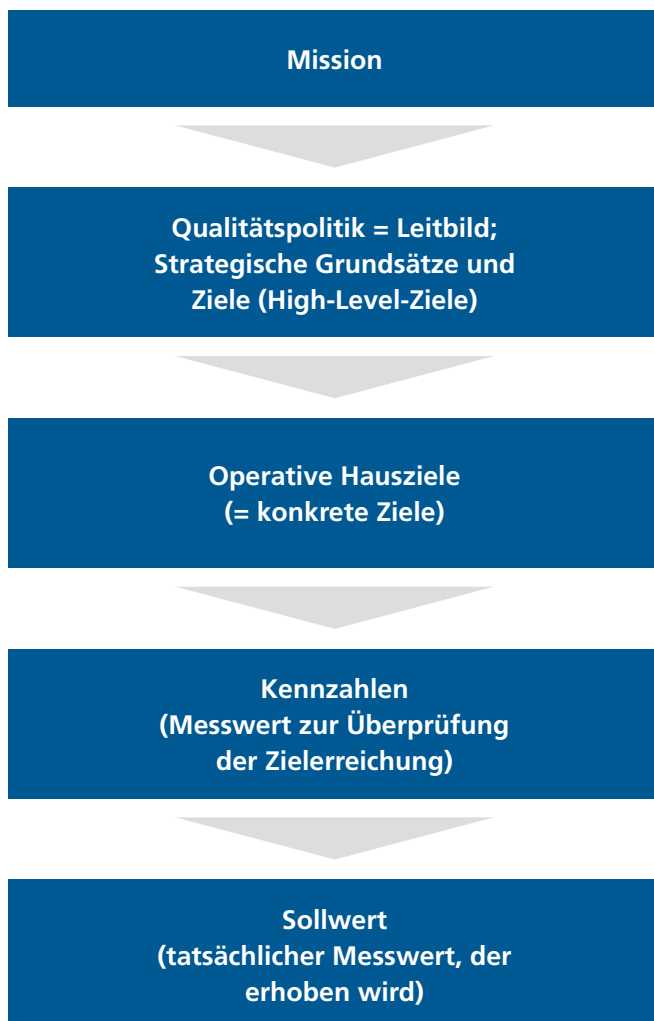 Mission
Qualitätspolitik = Leitbild;
Strategische Grundsätze und
Ziele (High-Level-Ziele)
Operative Hausziele
(= konkrete Ziele)
Kennzahlen
(Messwert zur Überprüfung
der Zielerreichung)
Sollwert
(tatsächlicher Messwert, der
erhoben wird)